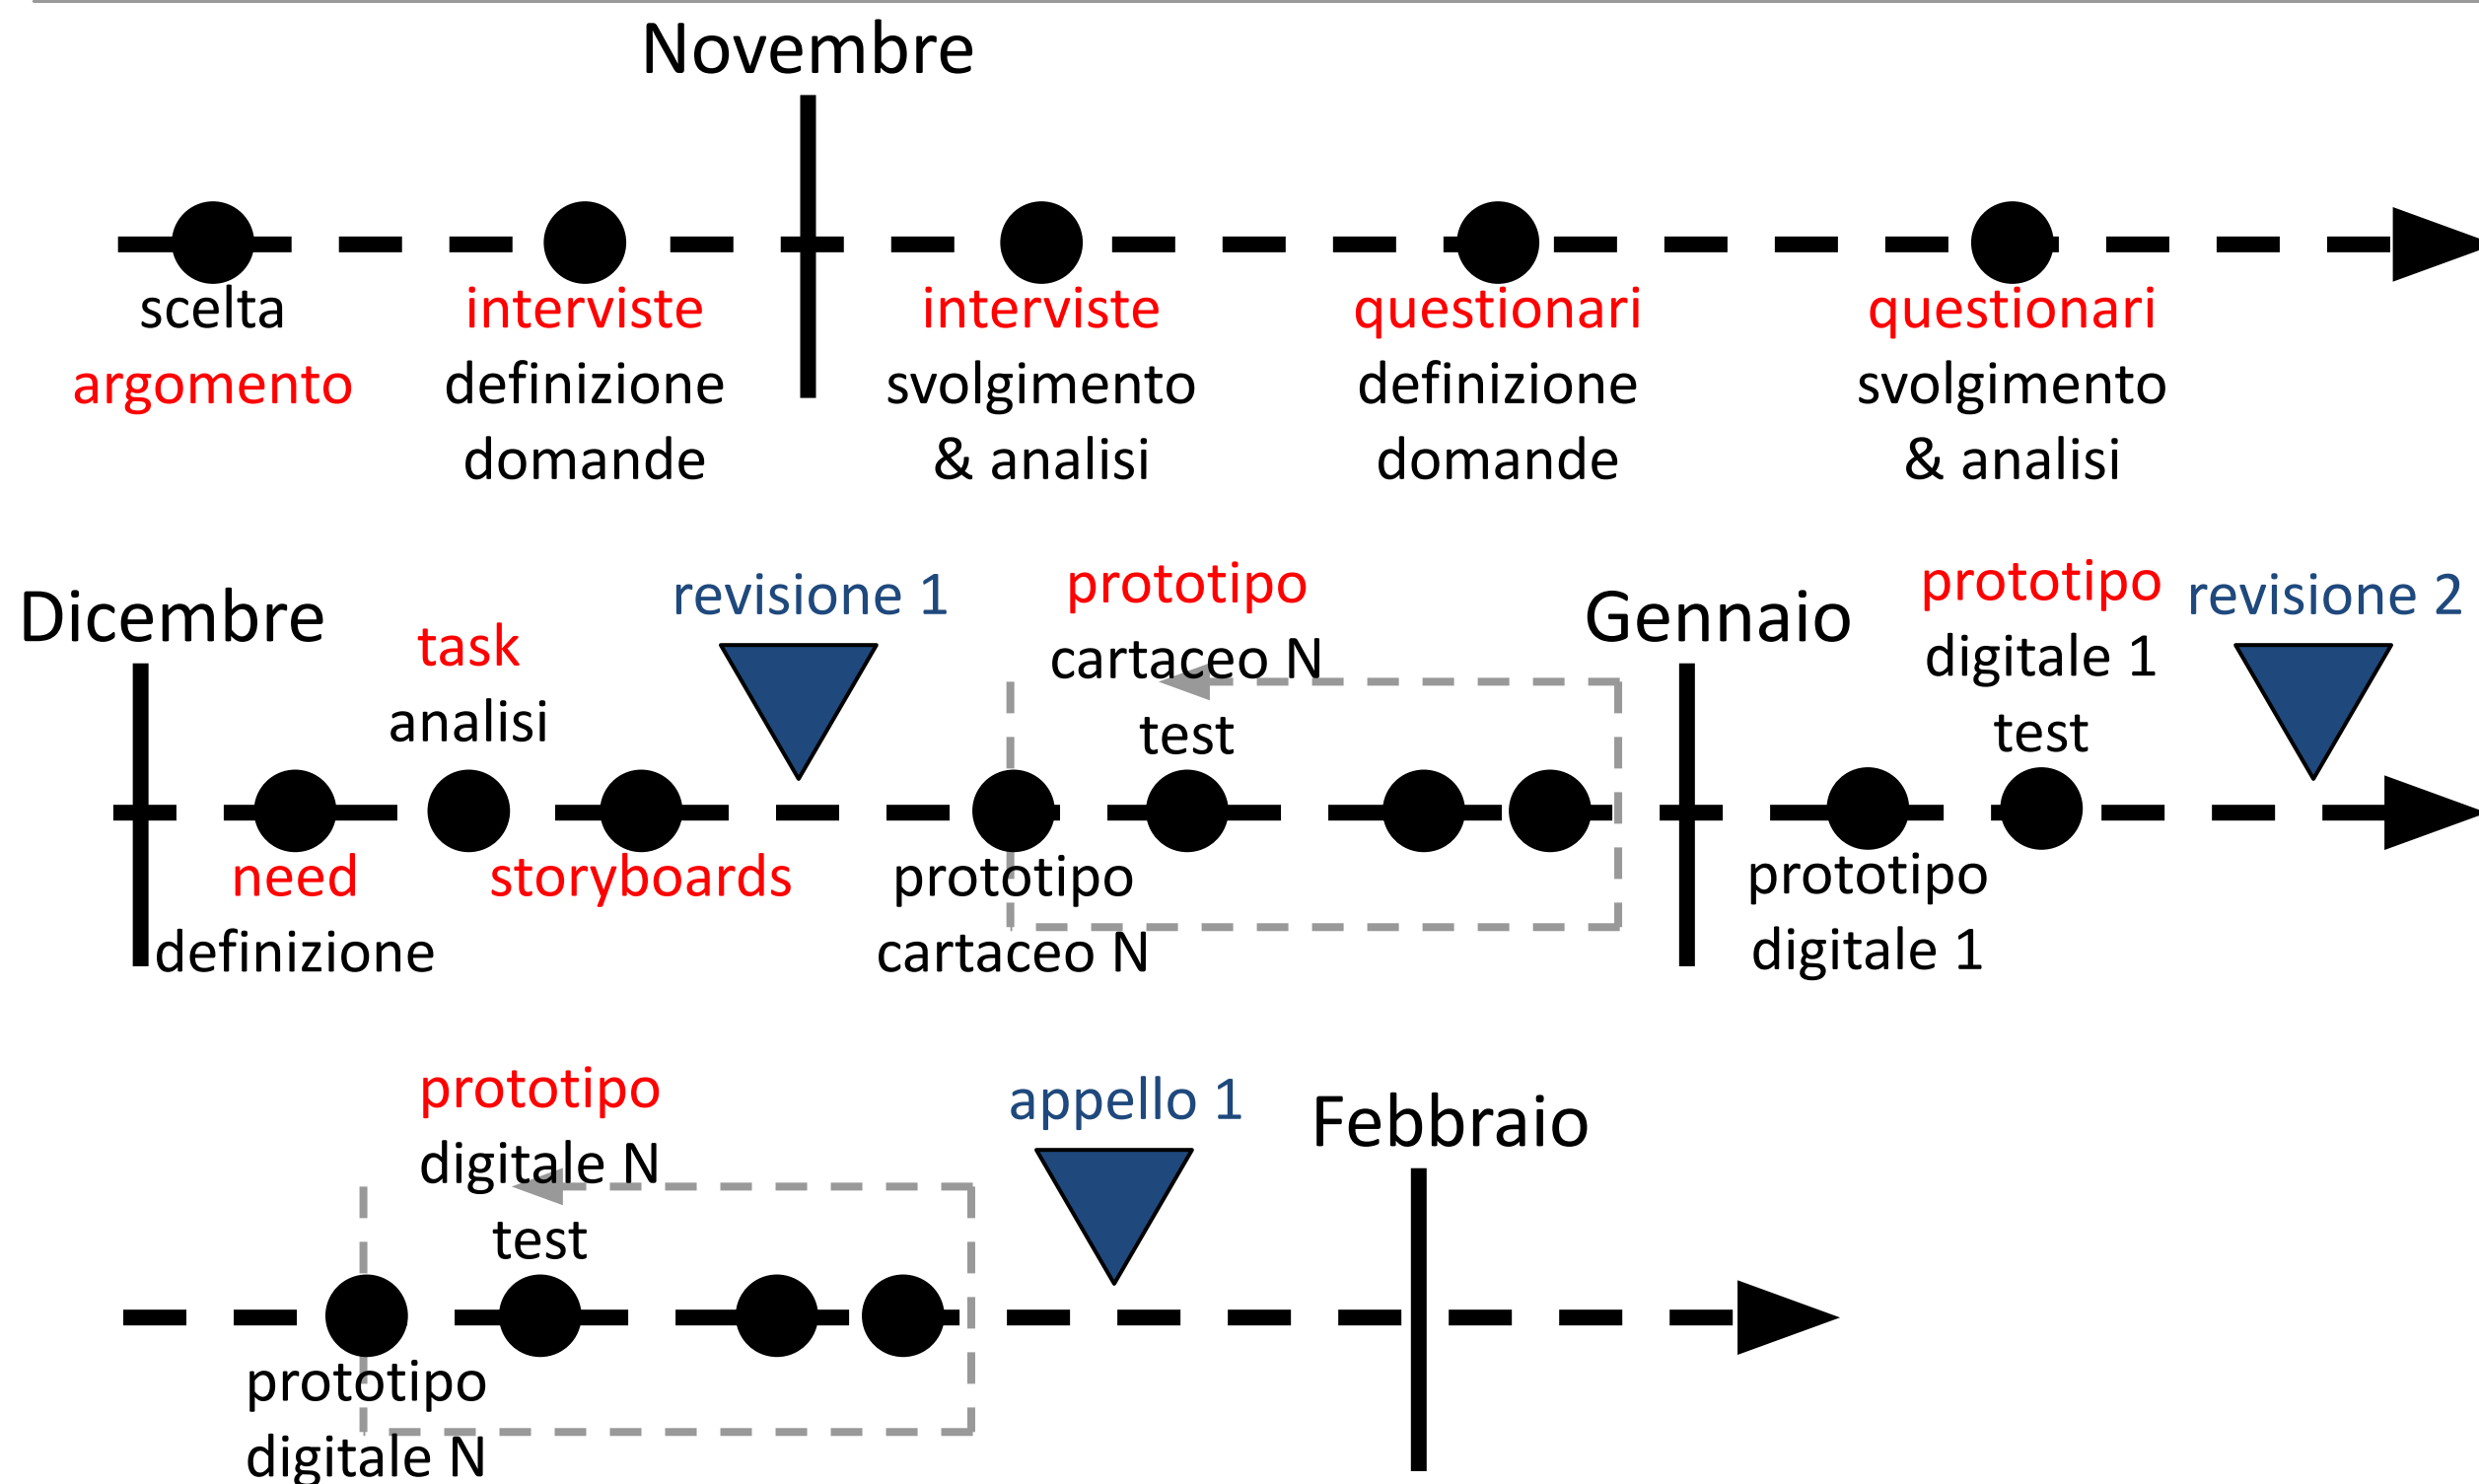 Novembre
scelta
argomento
interviste
definizione
domande
interviste
svolgimento
& analisi
questionari
definizione
domande
questionari
svolgimento
& analisi
Dicembre
need
definizione
task
analisi
storyboards
revisione 1
prototipo
cartaceo N
prototipo
cartaceo N
test
Gennaio
prototipo
digitale 1
prototipo
digitale 1
test
revisione 2
prototipo
digitale N
prototipo
digitale N
test
appello 1
Febbraio